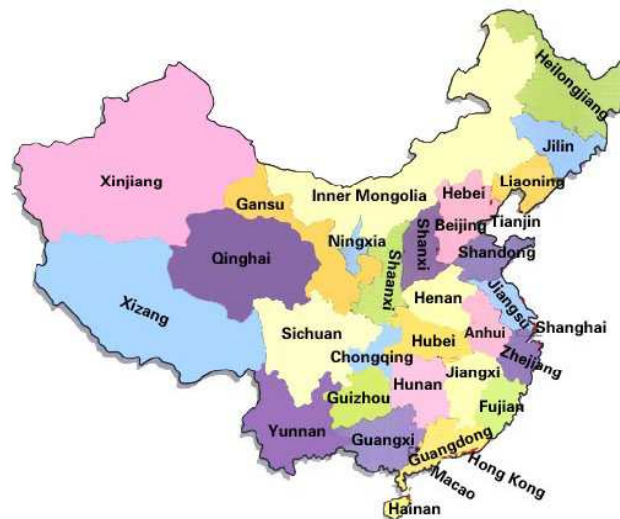 Heilongjiang
Jilin
Xinjiang
Inner Mongolia
Hebei
Liaoning
Gansu
Beijing
Tianjin
Ningxia
Shanxi
Shaanxi
Qinghai
Shandong
Xizang
Henan
Jiangsu
Sichuan
Anhui
Shanghai
Hubei
Chongqing
Zhejiang
Hunan
Jiangxi
Guizhou
Fujian
Yunnan
Guangxi
Guangdong
Hong Kong
Macao
Hainan